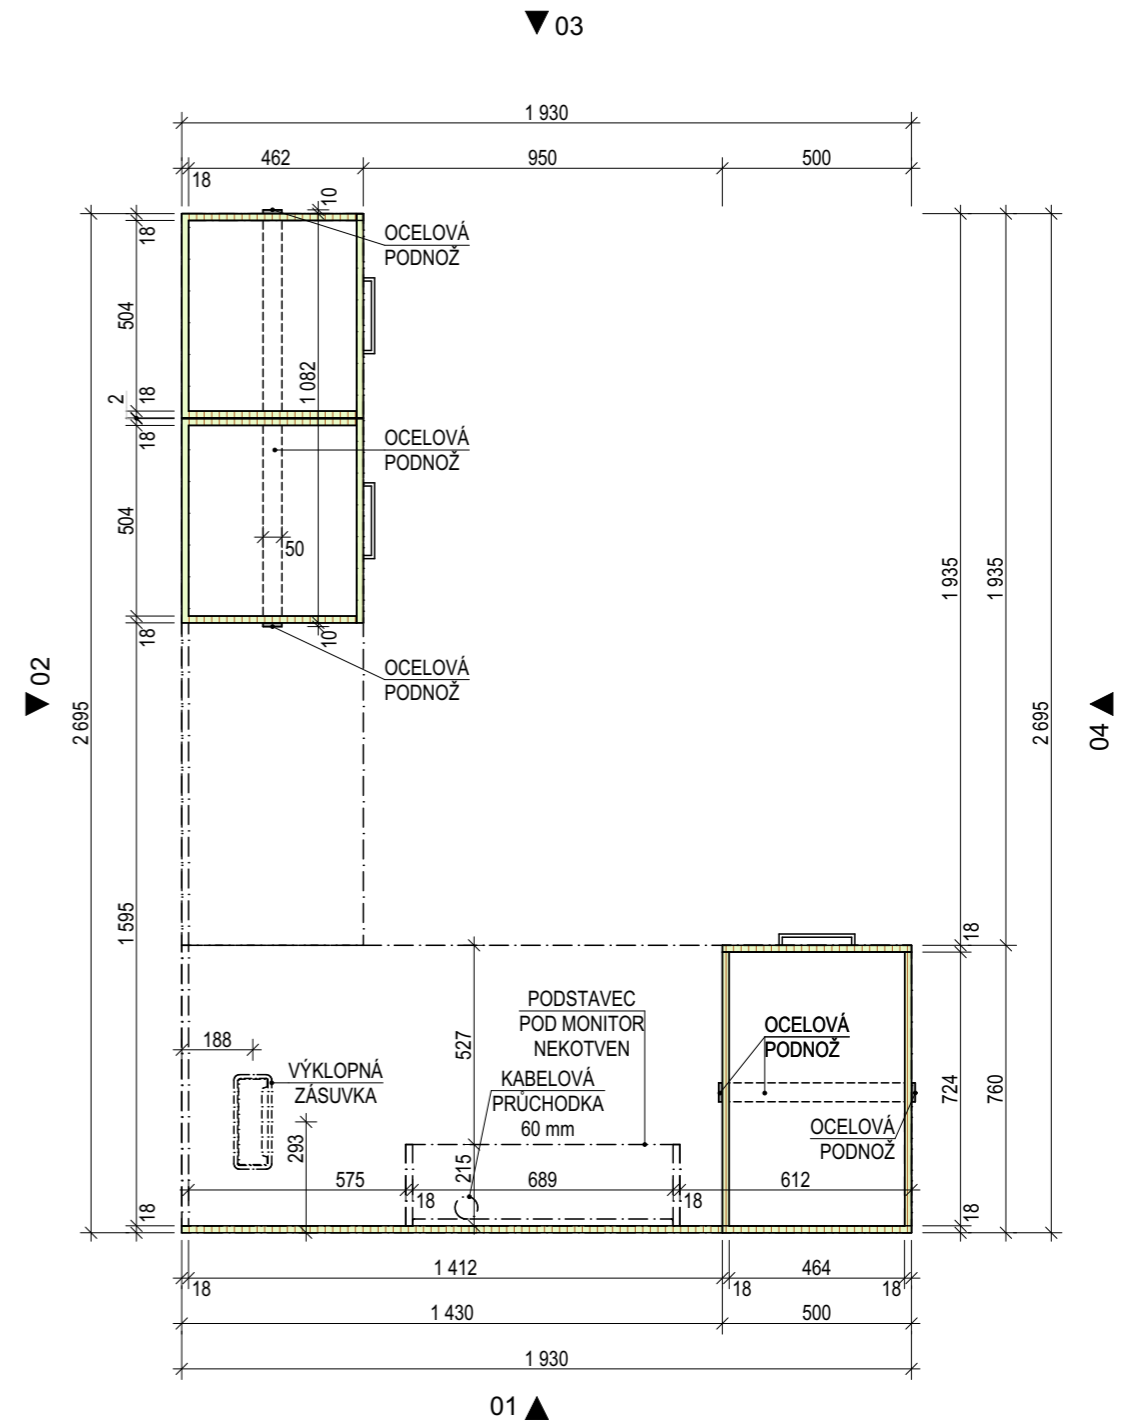 03
1 930
462
950
500
18
10
18
OCELOVÁ
PODNOŽ
504
1 082
2
18
18
OCELOVÁ
PODNOŽ
504
50
1 935
1 935
18
10
OCELOVÁ
PODNOŽ
02
2 695
2 695
04
1 595
18
PODSTAVEC
POD MONITOR
NEKOTVEN
OCELOVÁ
PODNOŽ
188
527
VÝKLOPNÁ
ZÁSUVKA
KABELOVÁ
PRŮCHODKA
60 mm
724
760
OCELOVÁ
PODNOŽ
293
215
575
689
612
18
18
18
18
1 412
464
18
18
18
1 430
500
1 930
01